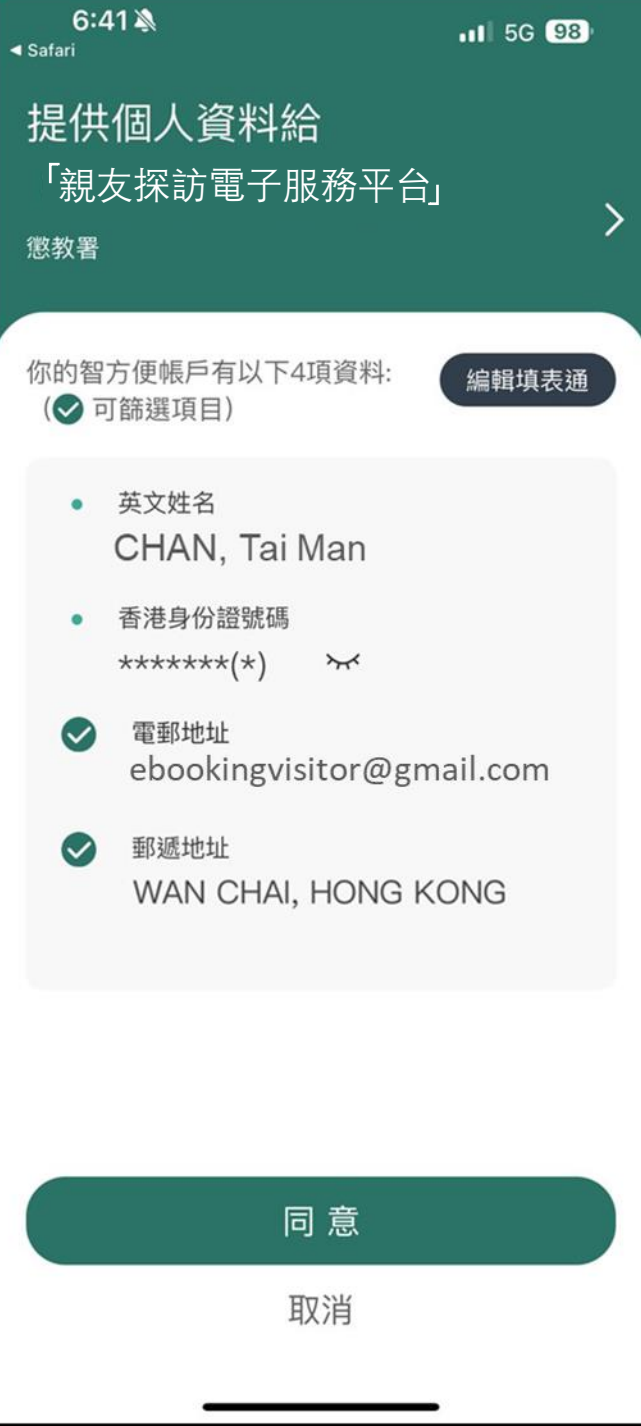 6:41
◀ Safari
5G 98
提供個人資料給
「親友探訪電子服務平台」
懲教署
你的智方便帳戶有以下4項資料:
（ 可篩選項目）
編輯填表通
英文姓名
CHAN, Tai Man
香港身份證號碼
*******(*)
電郵地址
ebookingvisitor@gmail.com
郵遞地址
WAN CHAI, HONG KONG
同意
取消